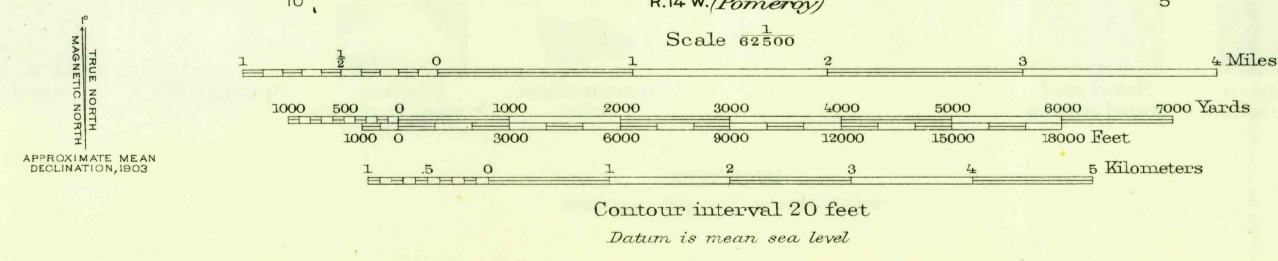 10
R.14 W. (Pomeroy)
5
Scale 1/62500
1 ½ 0 1 2 3 4 Miles
1000 500 0 1000 2000 3000 4000 5000 6000 7000 Yards
1000 0 3000 6000 9000 12000 15000 18000 Feet
1 .5 0 1 2 3 4 5 Kilometers
TRUE NORTH
MAGNETIC NORTH
APPROXIMATE MEAN
DECLINATION, 1903
Contour interval 20 feet
Datum is mean sea level